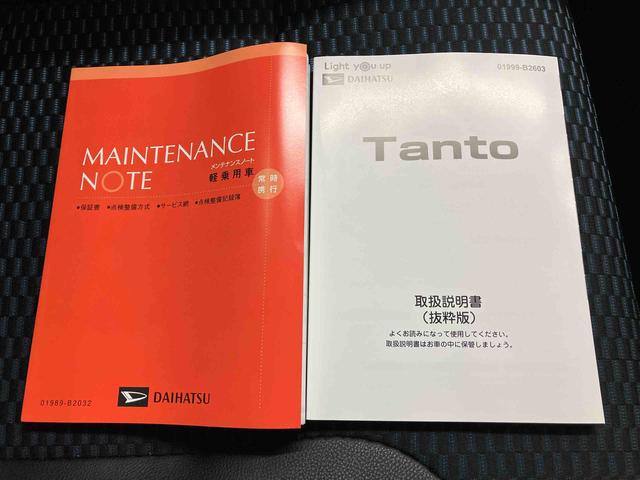 MAINTENANCE
NOTE
メンテナンスノート
軽乗用車
常時
携行
•保証書 •点検整備方式 •サービス網 •点検整備記録簿
01989-B2032
DAIHATSU
Light you up
DAIHATSU
01999-B2603
Tanto
取扱説明書
（抜粋版）
よくお読みになって使用してください。
取扱説明書はお車の中に保管しましょう。